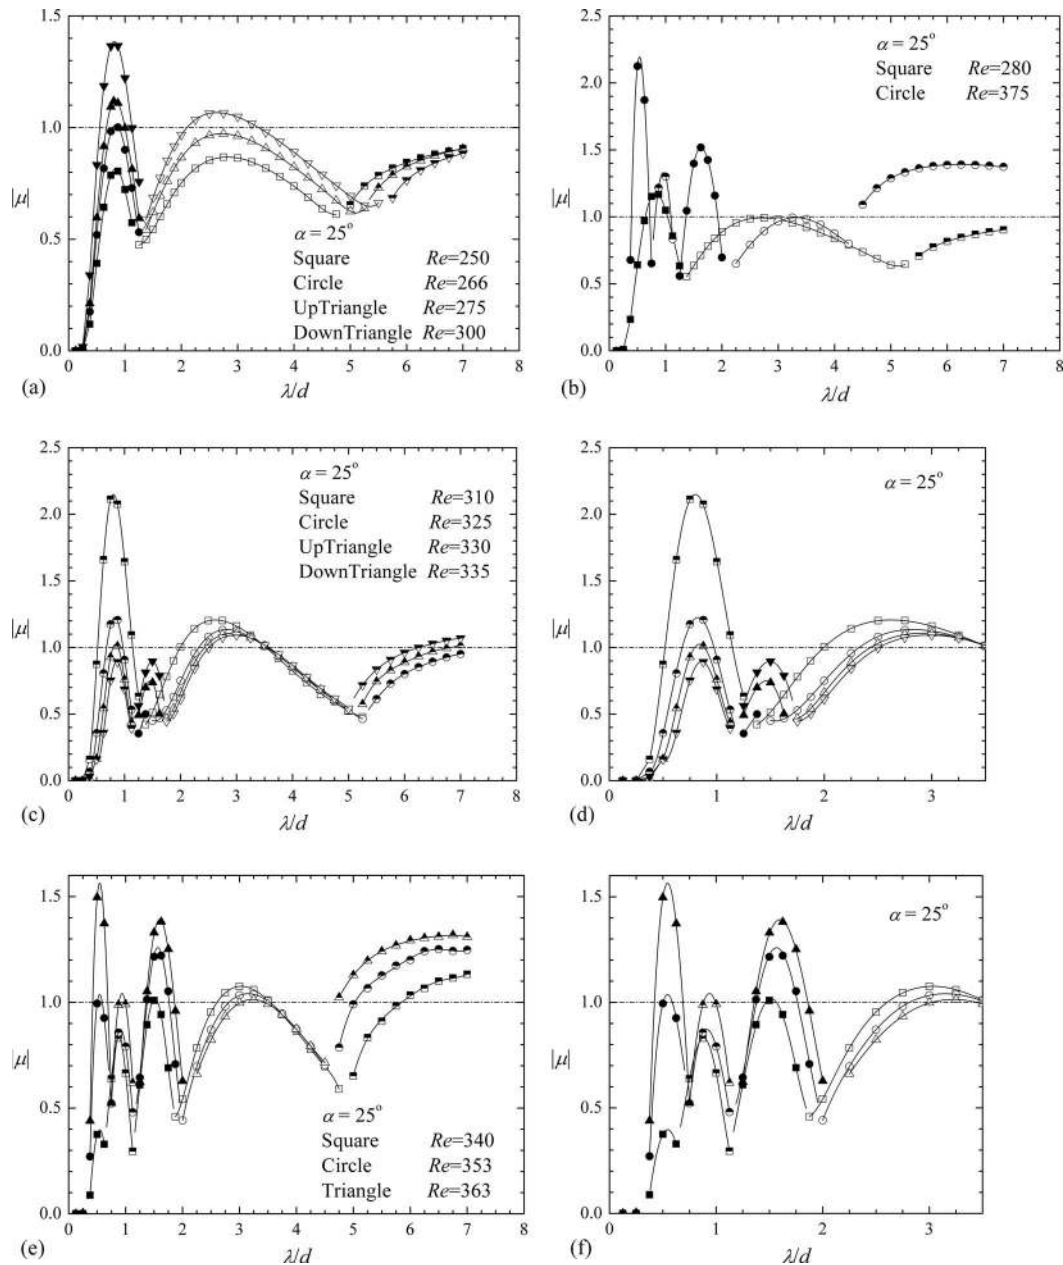 1.5
1.0
|μ|
0.5
0.0
α = 25°
Square Re=250
Circle Re=266
UpTriangle Re=275
DownTriangle Re=300
0 1 2 3 4 5 6 7 8
(a)
λ/d
2.5
2.0
1.5
|μ|
1.0
0.5
0.0
α = 25°
Square Re=280
Circle Re=375
0 1 2 3 4 5 6 7 8
(b)
λ/d
2.5
2.0
1.5
|μ|
1.0
0.5
0.0
α = 25°
Square Re=310
Circle Re=325
UpTriangle Re=330
DownTriangle Re=335
0 1 2 3 4 5 6 7 8
(c)
λ/d
2.5
2.0
1.5
|μ|
1.0
0.5
0.0
α = 25°
0 1 2 3
(d)
λ/d
1.5
1.0
|μ|
0.5
0.0
α = 25°
Square Re=340
Circle Re=353
Triangle Re=363
0 1 2 3 4 5 6 7 8
(e)
λ/d
1.5
1.0
|μ|
0.5
0.0
α = 25°
0 1 2 3
(f)
λ/d